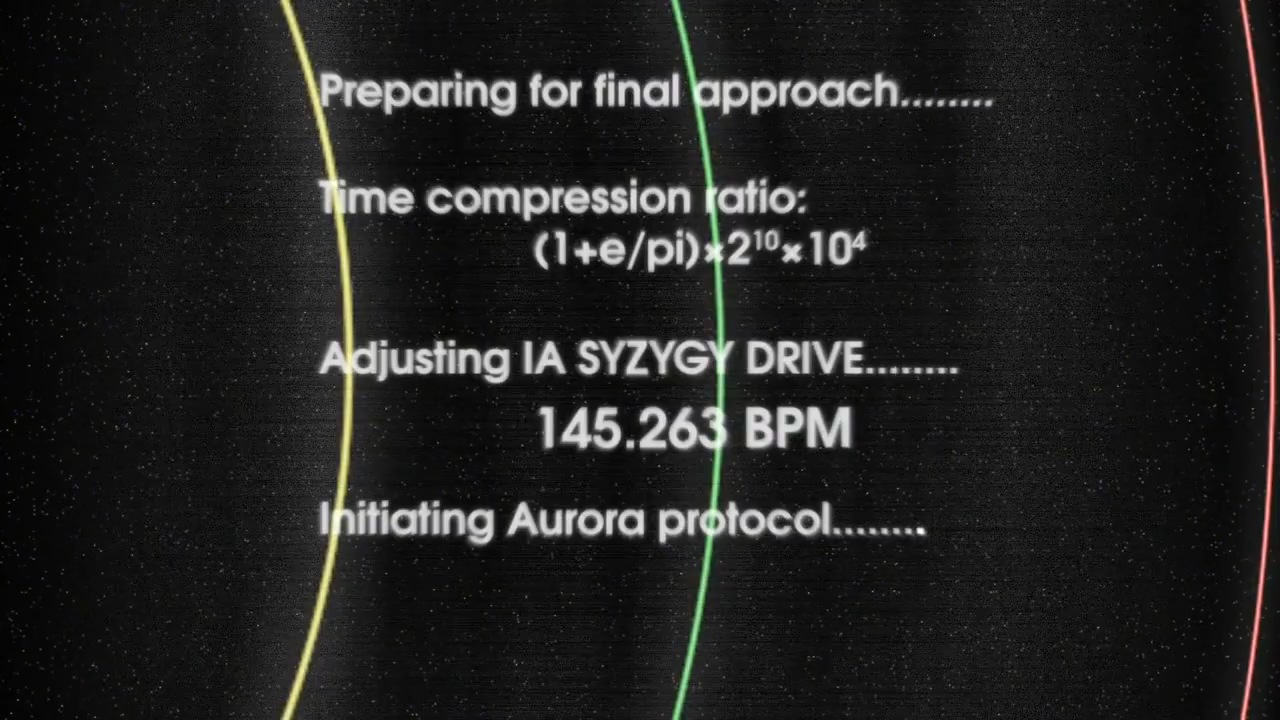 Preparing for final approach........
Time compression ratio:
(1+e/pi)×2¹⁰×10⁴
Adjusting IA SYZYGY DRIVE........
145.263 BPM
Initiating Aurora protocol........